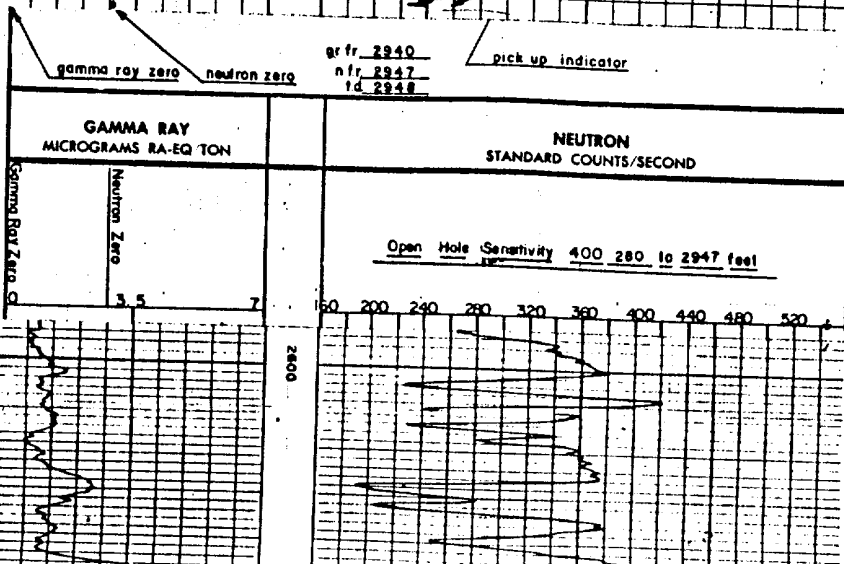 gr fr 2940
gamma ray zero neutron zero n fr 2947 pick up indicator
td 2948
GAMMA RAY
MICROGRAMS RA-EQ TON
NEUTRON
STANDARD COUNTS/SECOND
Gamma Ray Zero
Neutron Zero
Open Hole Sensitivity 400 280 to 2947 feet
0 3.5 7
160 200 240 280 320 360 400 440 480 520
2600